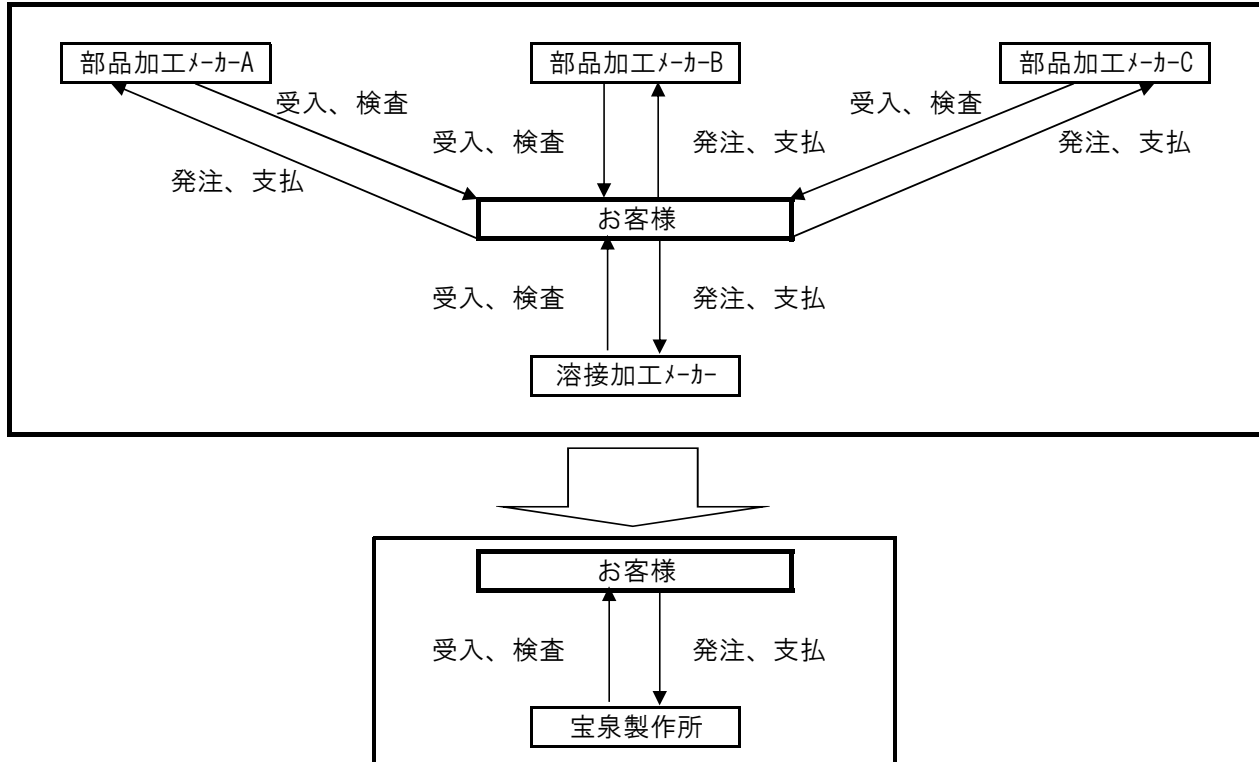 部品加工ﾒｰｶｰA
部品加工メーカーB
部品加工メーカーC
受入、検査
受入、検査
受入、検査
発注、支払
発注、支払
発注、支払
お客様
受入、検査
発注、支払
溶接加工ﾒｰｶｰ
お客様
受入、検査
発注、支払
宝泉製作所